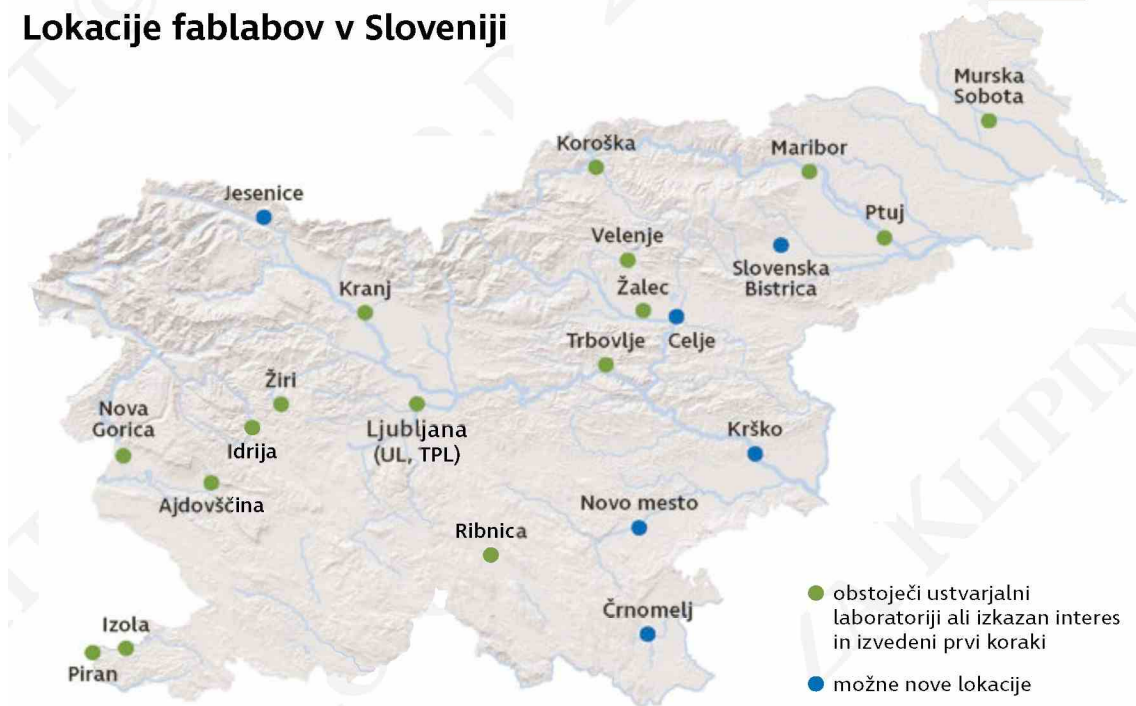 Lokacije fablabov v Sloveniji
Murska
Sobota
Koroška
Maribor
Jesenice
Ptuj
Velenje
Slovenska
Bistrica
Žalec
Kranj
Trbovlje
Celje
Žiri
Nova
Gorica
Ljubljana
(UL, TPL)
Krško
Idrija
Ajdovščina
Novo mesto
Ribnica
Črnomelj
Izola
Piran
obstoječi ustvarjalni
laboratoriji ali izkazan interes
in izvedeni prvi koraki
možne nove lokacije
ZA KLIPIN